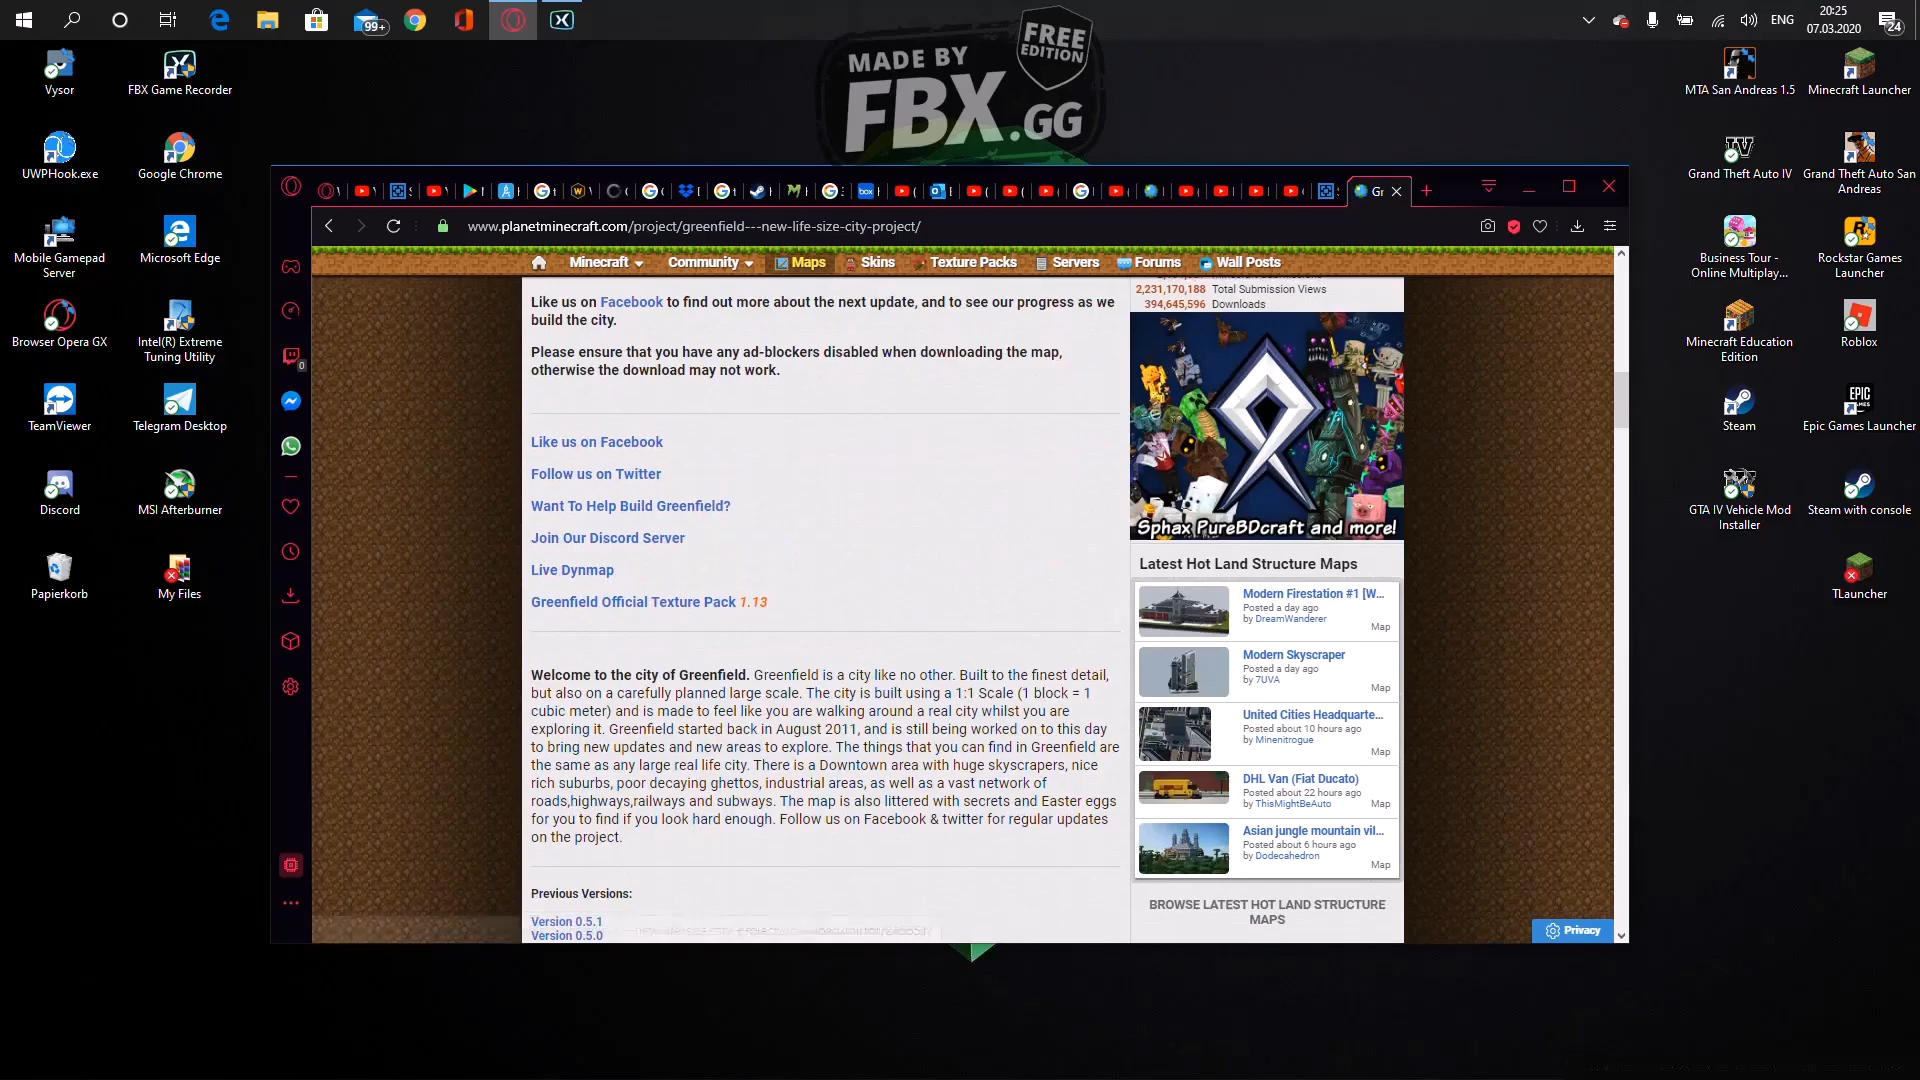 99+
ENG
20:25
07.03.2020
24
MADE BY
FBX.GG
FREE
EDITION
Vysor
FBX Game Recorder
UWPHook.exe
Google Chrome
Mobile Gamepad
Server
Microsoft Edge
Browser Opera GX
Intel(R) Extreme
Tuning Utility
TeamViewer
Telegram Desktop
Discord
MSI Afterburner
Papierkorb
My Files
MTA San Andreas 1.5
Minecraft Launcher
Grand Theft Auto IV
Grand Theft Auto San
Andreas
Business Tour -
Online Multiplay...
Rockstar Games
Launcher
Minecraft Education
Edition
Roblox
Steam
Epic Games Launcher
GTA IV Vehicle Mod
Installer
Steam with console
TLauncher
Gr
www.planetminecraft.com/project/greenfield---new-life-size-city-project/
0
Minecraft
Community
Maps
Skins
Texture Packs
Servers
Forums
Wall Posts
Like us on Facebook to find out more about the next update, and to see our progress as we
build the city.
Please ensure that you have any ad-blockers disabled when downloading the map,
otherwise the download may not work.
Like us on Facebook
Follow us on Twitter
Want To Help Build Greenfield?
Join Our Discord Server
Live Dynmap
Greenfield Official Texture Pack 1.13
Welcome to the city of Greenfield. Greenfield is a city like no other. Built to the finest detail,
but also on a carefully planned large scale. The city is built using a 1:1 Scale (1 block = 1
cubic meter) and is made to feel like you are walking around a real city whilst you are
exploring it. Greenfield started back in August 2011, and is still being worked on to this day
to bring new updates and new areas to explore. The things that you can find in Greenfield are
the same as any large real life city. There is a Downtown area with huge skyscrapers, nice
rich suburbs, poor decaying ghettos, industrial areas, as well as a vast network of
roads,highways,railways and subways. The map is also littered with secrets and Easter eggs
for you to find if you look hard enough. Follow us on Facebook & twitter for regular updates
on the project.
Previous Versions:
Version 0.5.1
Version 0.5.0
2,231,170,188 Total Submission Views
394,645,596 Downloads
Sphax PureBDcraft and more!
Latest Hot Land Structure Maps
Modern Firestation #1 [W...
Posted a day ago
by DreamWanderer
Map
Modern Skyscraper
Posted a day ago
by 7UVA
Map
United Cities Headquarte...
Posted about 10 hours ago
by Minenitrogue
Map
DHL Van (Fiat Ducato)
Posted about 22 hours ago
by ThisMightBeAuto
Map
Asian jungle mountain vil...
Posted about 6 hours ago
by Dodecahedron
Map
BROWSE LATEST HOT LAND STRUCTURE
MAPS
Privacy